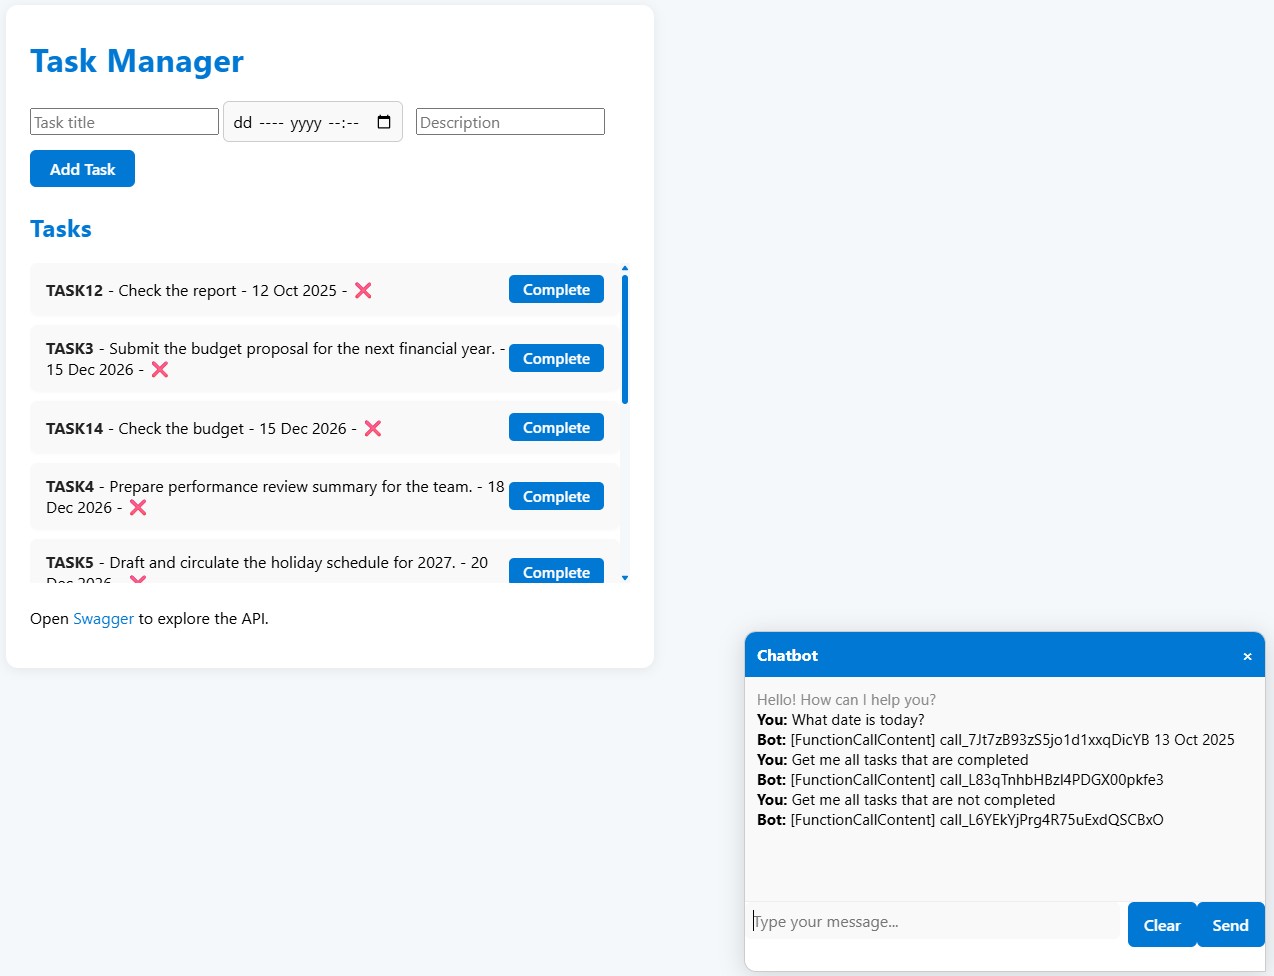 Task Manager
Task title
dd ---- yyyy --:--
Description
Add Task
Tasks
TASK12 - Check the report - 12 Oct 2025 - ❌
Complete
TASK3 - Submit the budget proposal for the next financial year. -
15 Dec 2026 - ❌
Complete
TASK14 - Check the budget - 15 Dec 2026 - ❌
Complete
TASK4 - Prepare performance review summary for the team. - 18
Dec 2026 - ❌
Complete
TASK5 - Draft and circulate the holiday schedule for 2027. - 20
Dec 2026 - ❌
Complete
Open Swagger to explore the API.
Chatbot
×
Hello! How can I help you?
You: What date is today?
Bot: [FunctionCallContent] call_7Jt7zB93zS5jo1d1xxqDicYB 13 Oct 2025
You: Get me all tasks that are completed
Bot: [FunctionCallContent] call_L83qTnhbHBzI4PDGX00pkfe3
You: Get me all tasks that are not completed
Bot: [FunctionCallContent] call_L6YEkYjPrg4R75uExdQSCBxO
Type your message...
Clear
Send